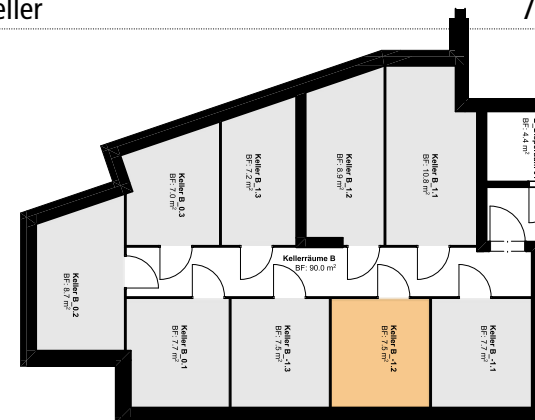 eller
7
Keller B_0.3
BF: 7.0 m²
Keller B_1.3
BF: 7.2 m²
Keller B_1.2
BF: 8.9 m²
Keller B_1.1
BF: 10.8 m²
BF: 4.4 m²
Kellerräume B
BF: 90.0 m²
Keller B_0.2
BF: 8.7 m²
Keller B_0.1
BF: 7.7 m²
Keller B_-1.3
BF: 7.5 m²
Keller B_-1.2
BF: 7.5 m²
Keller B_-1.1
BF: 7.7 m²